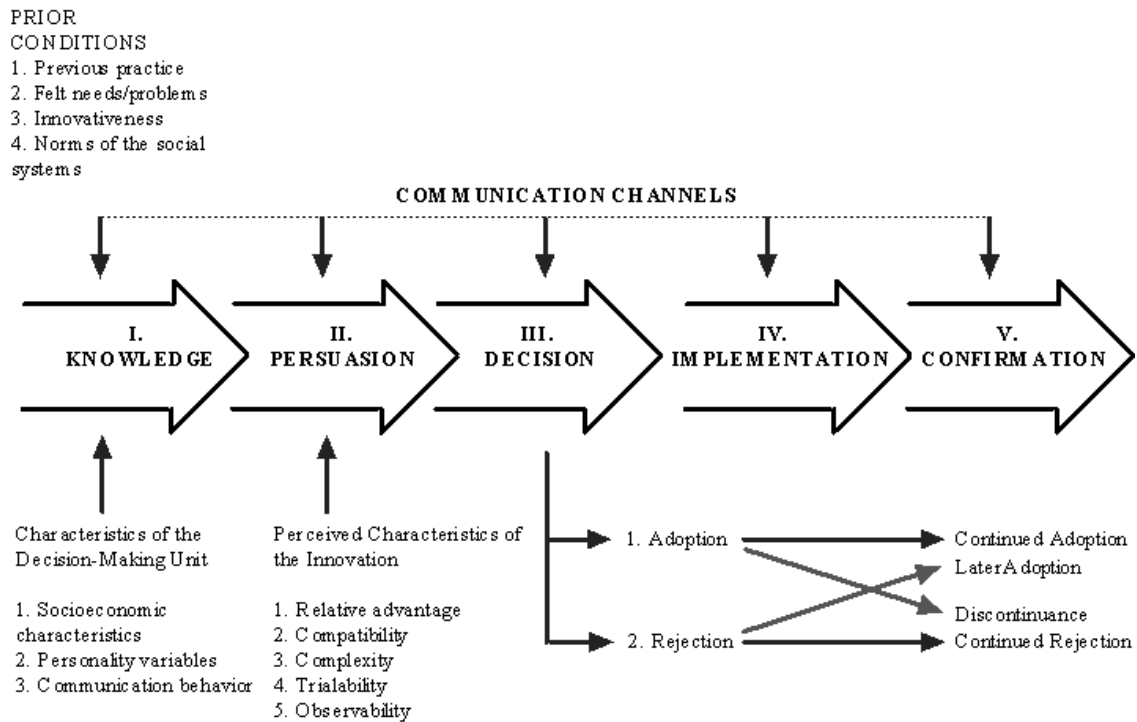 PRIOR
CONDITIONS
1. Previous practice
2. Felt needs/problems
3. Innovativeness
4. Norms of the social
systems
COMMUNICATION CHANNELS
I.
KNOWLEDGE
II.
PERSUASION
III.
DECISION
IV.
IMPLEMENTATION
V.
CONFIRMATION
Characteristics of the
Decision-Making Unit
1. Socioeconomic
characteristics
2. Personality variables
3. Communication behavior
Perceived Characteristics of
the Innovation
1. Relative advantage
2. Compatibility
3. Complexity
4. Trialability
5. Observability
1. Adoption
2. Rejection
Continued Adoption
Later Adoption
Discontinuance
Continued Rejection